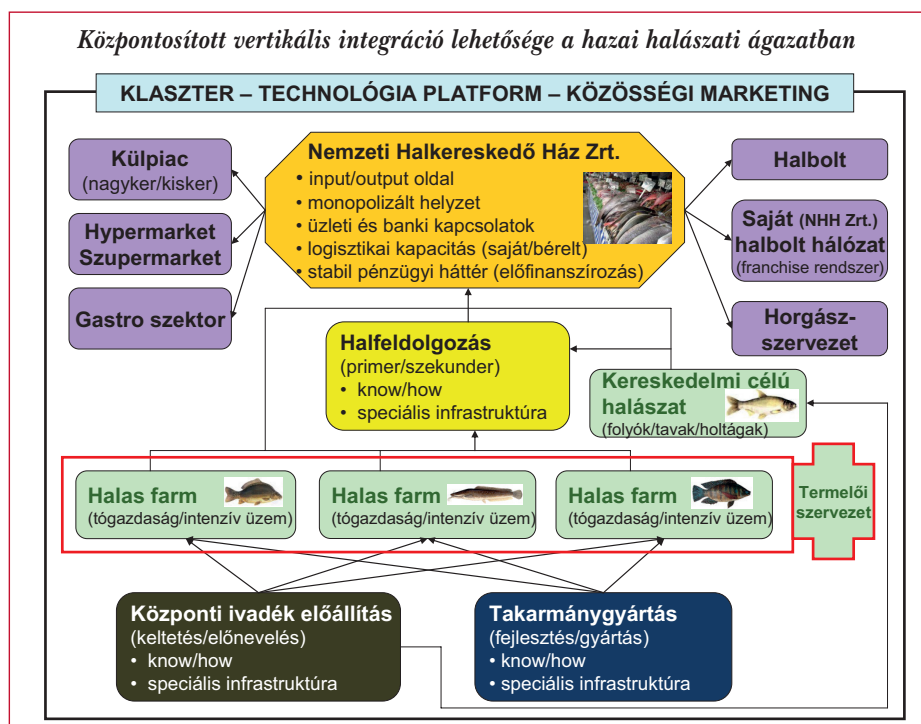 Központosított vertikális integráció lehetősége a hazai halászati ágazatban
KLASZTER – TECHNOLÓGIA PLATFORM – KÖZÖSSÉGI MARKETING
Külpiac
(nagyker/kisker)
Hypermarket
Szupermarket
Gastro szektor
Nemzeti Halkereskedő Ház Zrt.
• input/output oldal
• monopolizált helyzet
• üzleti és banki kapcsolatok
• logisztikai kapacitás (saját/bérelt)
• stabil pénzügyi háttér (előfinanszírozás)
Halbolt
Saját (NHH Zrt.)
halbolt hálózat
(franchise rendszer)
Horgász-
szervezet
Halfeldolgozás
(primer/szekunder)
• know/how
• speciális infrastruktúra
Kereskedelmi célú
halászat
(folyók/tavak/holtágak)
Halas farm
(tógazdaság/intenzív üzem)
Halas farm
(tógazdaság/intenzív üzem)
Halas farm
(tógazdaság/intenzív üzem)
Termelői
szervezet
Központi ivadék előállítás
(keltetés/előnevelés)
• know/how
• speciális infrastruktúra
Takarmánygyártás
(fejlesztés/gyártás)
• know/how
• speciális infrastruktúra